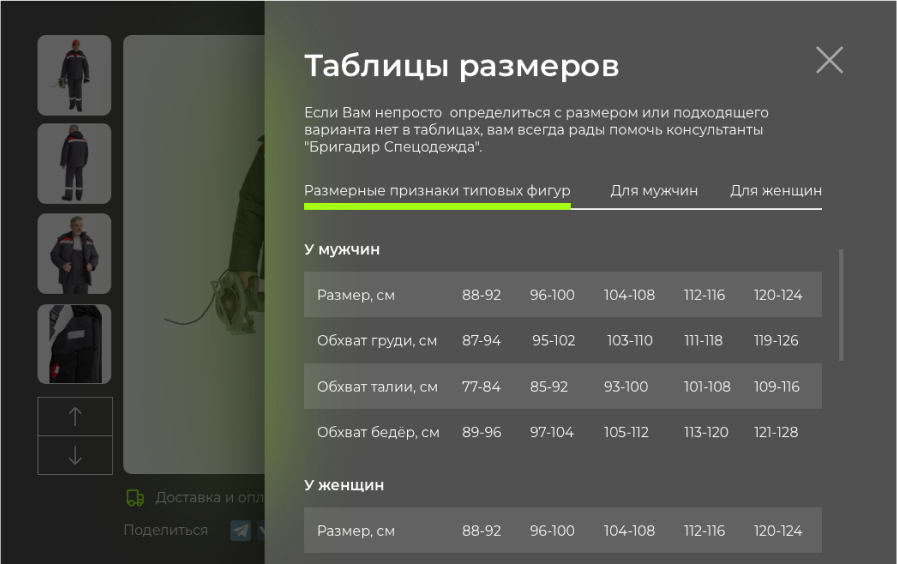 Таблицы размеров
Если Вам непросто  определиться с размером или подходящего
варианта нет в таблицах, вам всегда рады помочь консультанты
"Бригадир Спецодежда".
Размерные признаки типовых фигур Для мужчин Для женщин
У мужчин
Размер, см 88-92 96-100 104-108 112-116 120-124
Обхват груди, см 87-94 95-102 103-110 111-118 119-126
Обхват талии, см 77-84 85-92 93-100 101-108 109-116
Обхват бедёр, см 89-96 97-104 105-112 113-120 121-128
У женщин
Размер, см 88-92 96-100 104-108 112-116 120-124
Доставка и опл
Поделиться